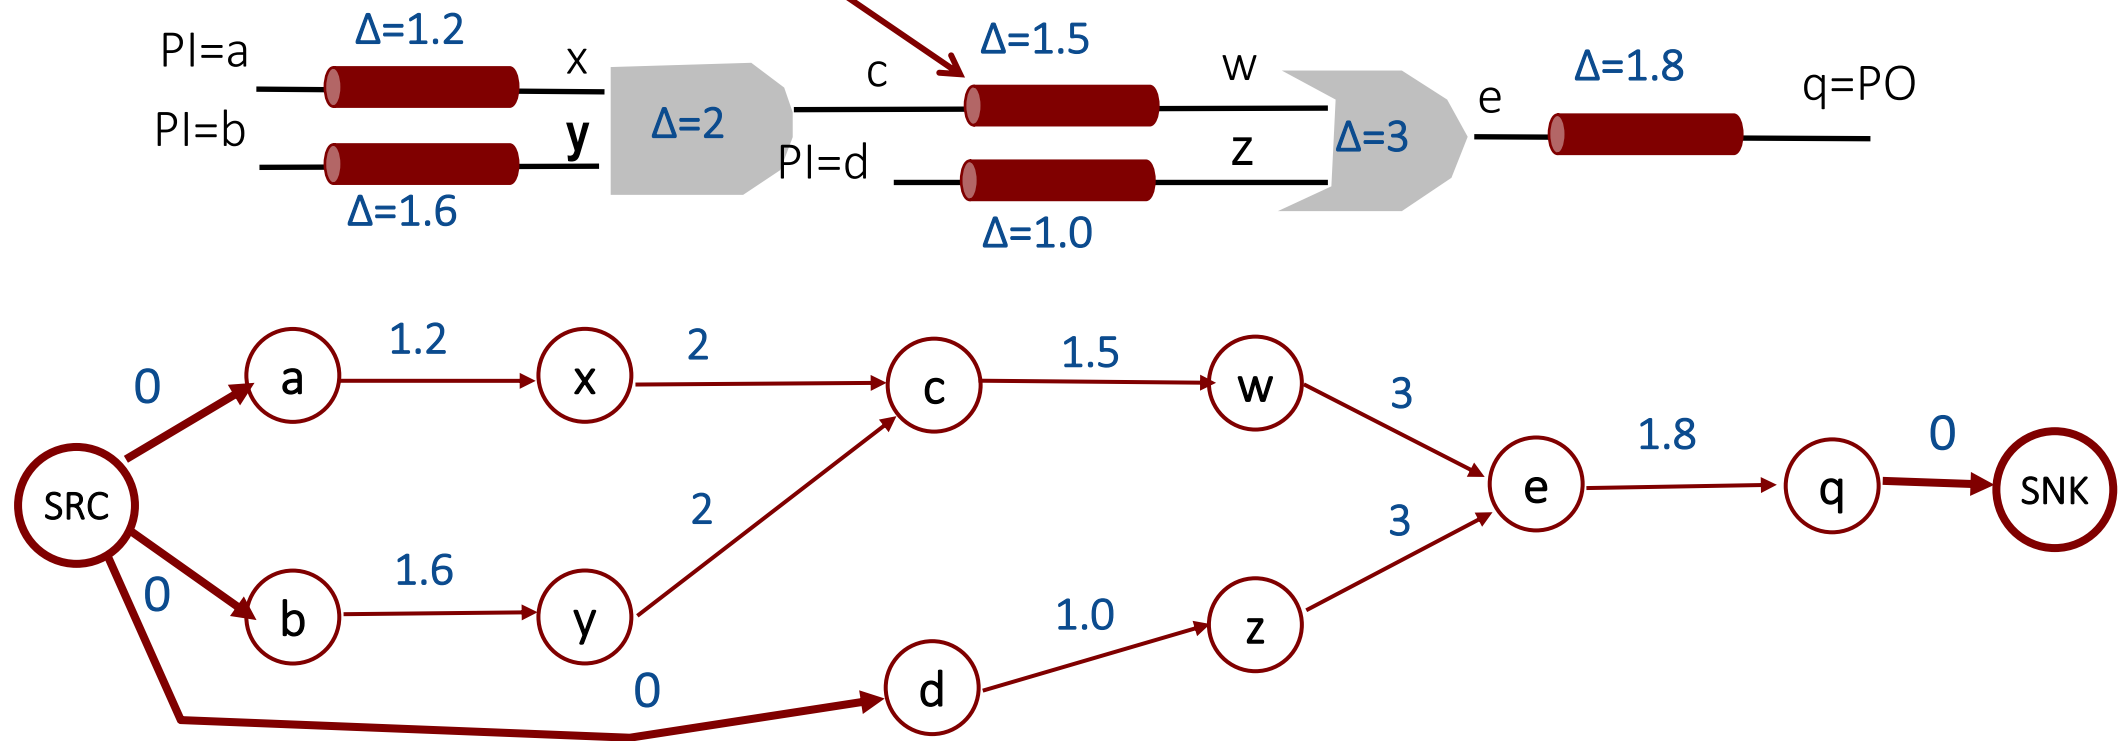 PI=a
Δ=1.2
x
PI=b
y
Δ=1.6
Δ=2
c
Δ=1.5
w
PI=d
z
Δ=1.0
Δ=3
e
Δ=1.8
q=PO
SRC
0
a
1.2
x
2
c
1.5
w
3
e
1.8
q
0
SNK
0
b
1.6
y
2
0
d
1.0
z
3